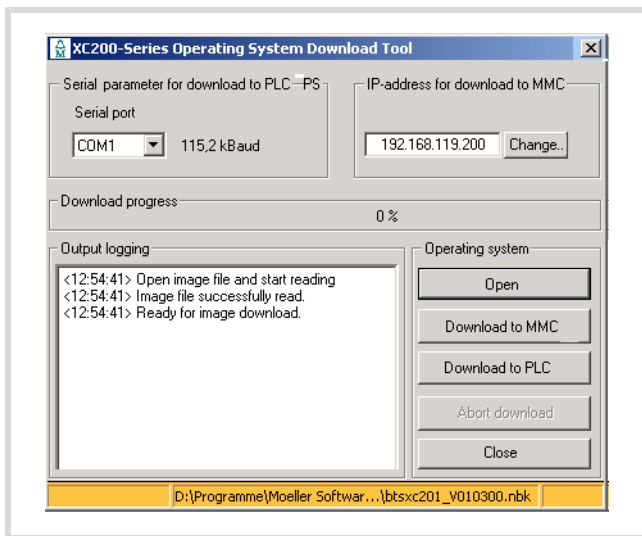 XC200-Series Operating System Download Tool
Serial parameter for download to PLC PS
Serial port
COM1
115,2 kBaud
IP-address for download to MMC
192.168.119.200
Change..
Download progress
0 %
Output logging
<12:54:41> Open image file and start reading
<12:54:41> Image file successfully read.
<12:54:41> Ready for image download.
Operating system
Open
Download to MMC
Download to PLC
Abort download
Close
D:\Programme\Moeller Softwar...\btsxc201_V010300.nbk